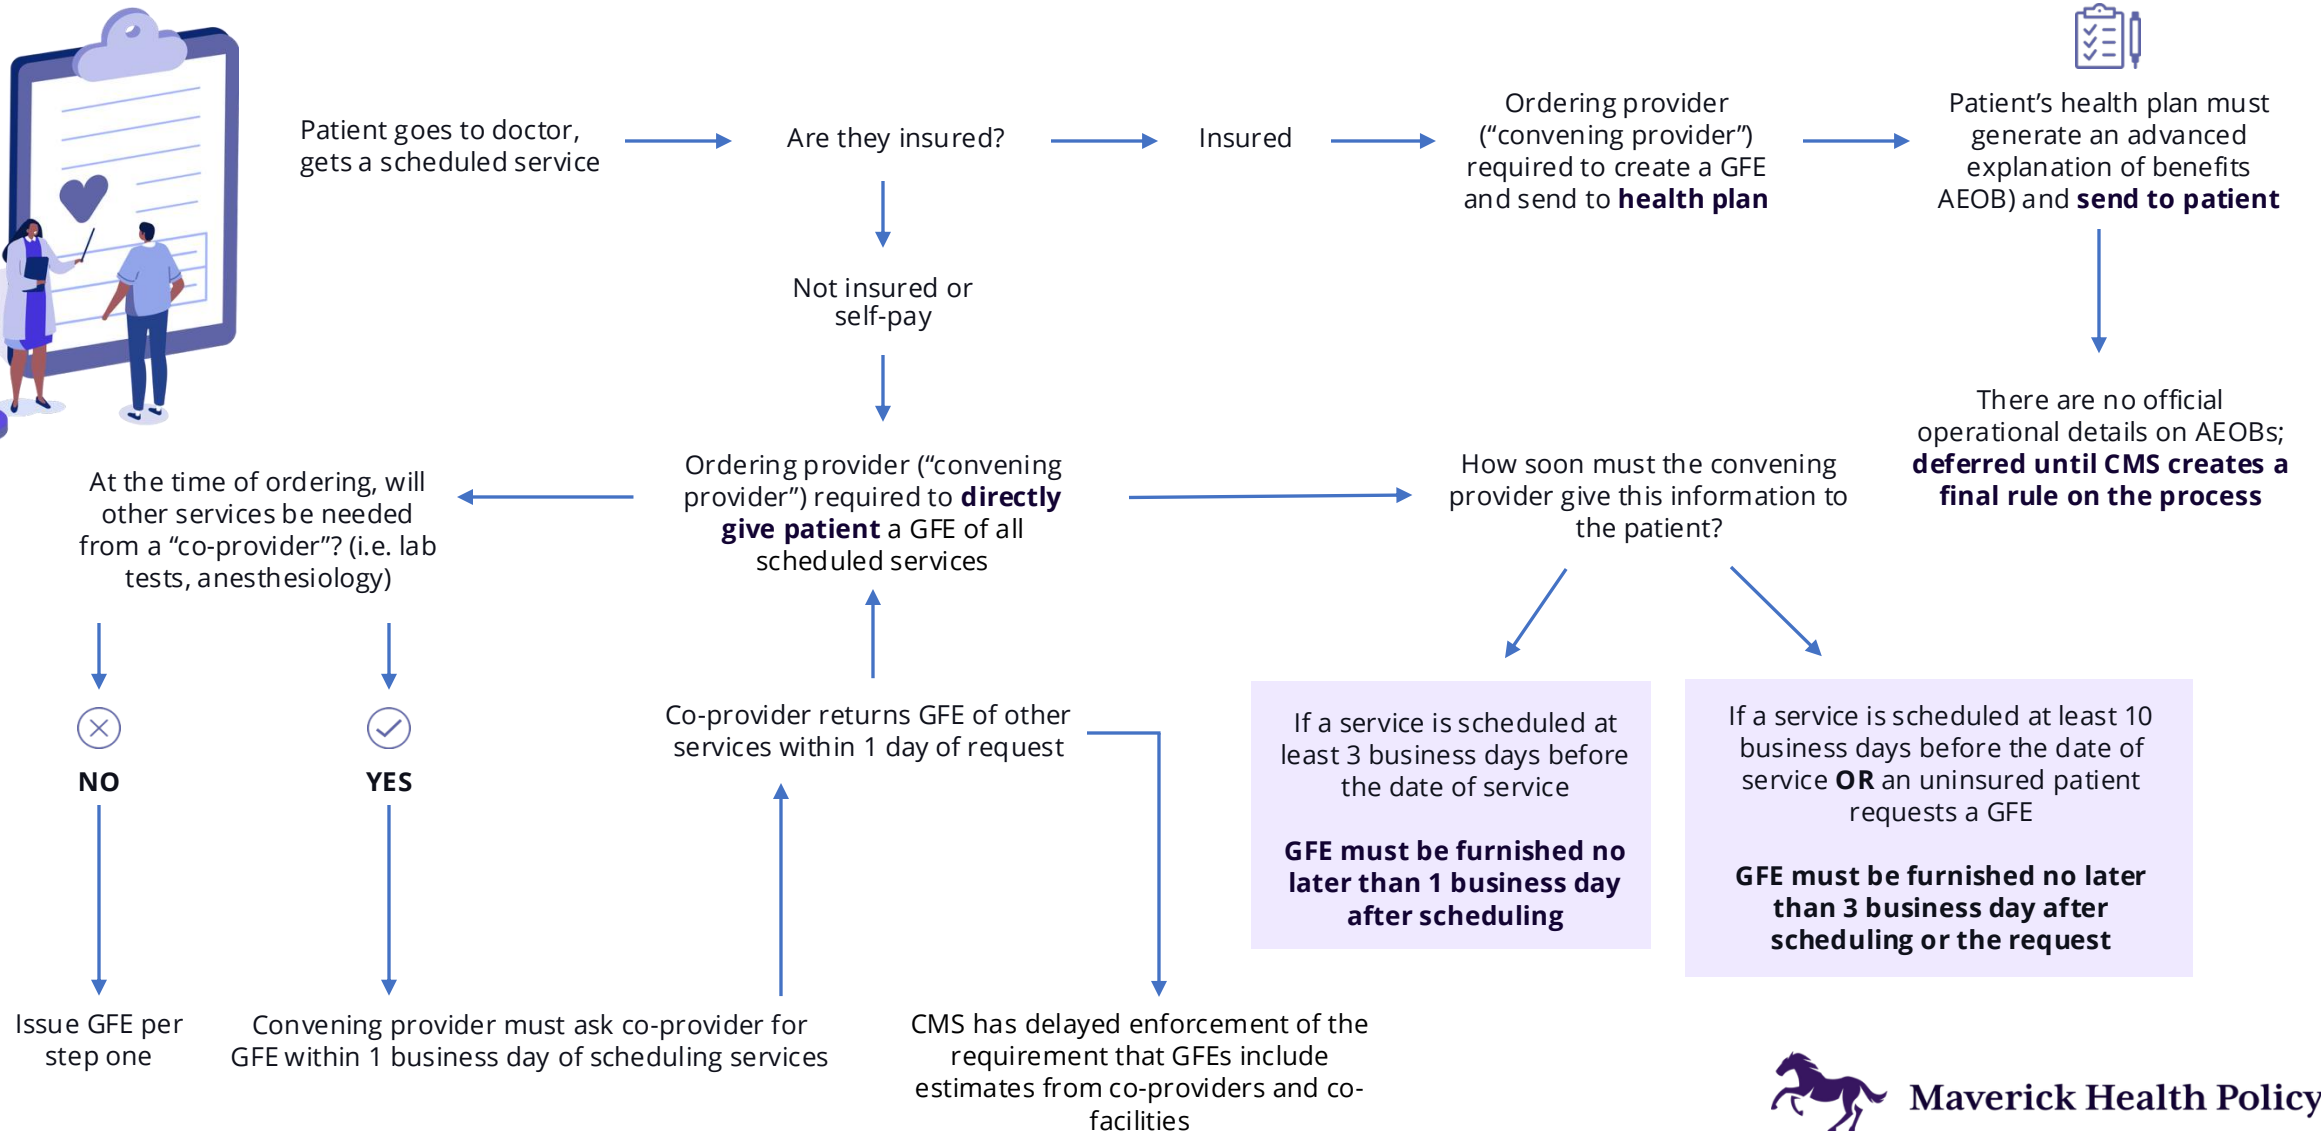 Patient goes to doctor,
gets a scheduled service
Are they insured?
Insured
Ordering provider
(“convening provider”)
required to create a GFE
and send to health plan
Patient’s health plan must
generate an advanced
explanation of benefits
AEOB) and send to patient
Not insured or
self-pay
There are no official
operational details on AEOBs;
deferred until CMS creates a
final rule on the process
At the time of ordering, will
other services be needed
from a “co-provider”? (i.e. lab
tests, anesthesiology)
Ordering provider (“convening
provider”) required to directly
give patient a GFE of all
scheduled services
How soon must the convening
provider give this information to
the patient?
NO
YES
Co-provider returns GFE of other
services within 1 day of request
If a service is scheduled at
least 3 business days before
the date of service
GFE must be furnished no
later than 1 business day
after scheduling
If a service is scheduled at least 10
business days before the date of
service OR an uninsured patient
requests a GFE
GFE must be furnished no later
than 3 business day after
scheduling or the request
Issue GFE per
step one
Convening provider must ask co-provider for
GFE within 1 business day of scheduling services
CMS has delayed enforcement of the
requirement that GFEs include
estimates from co-providers and co-
facilities
Maverick Health Policy